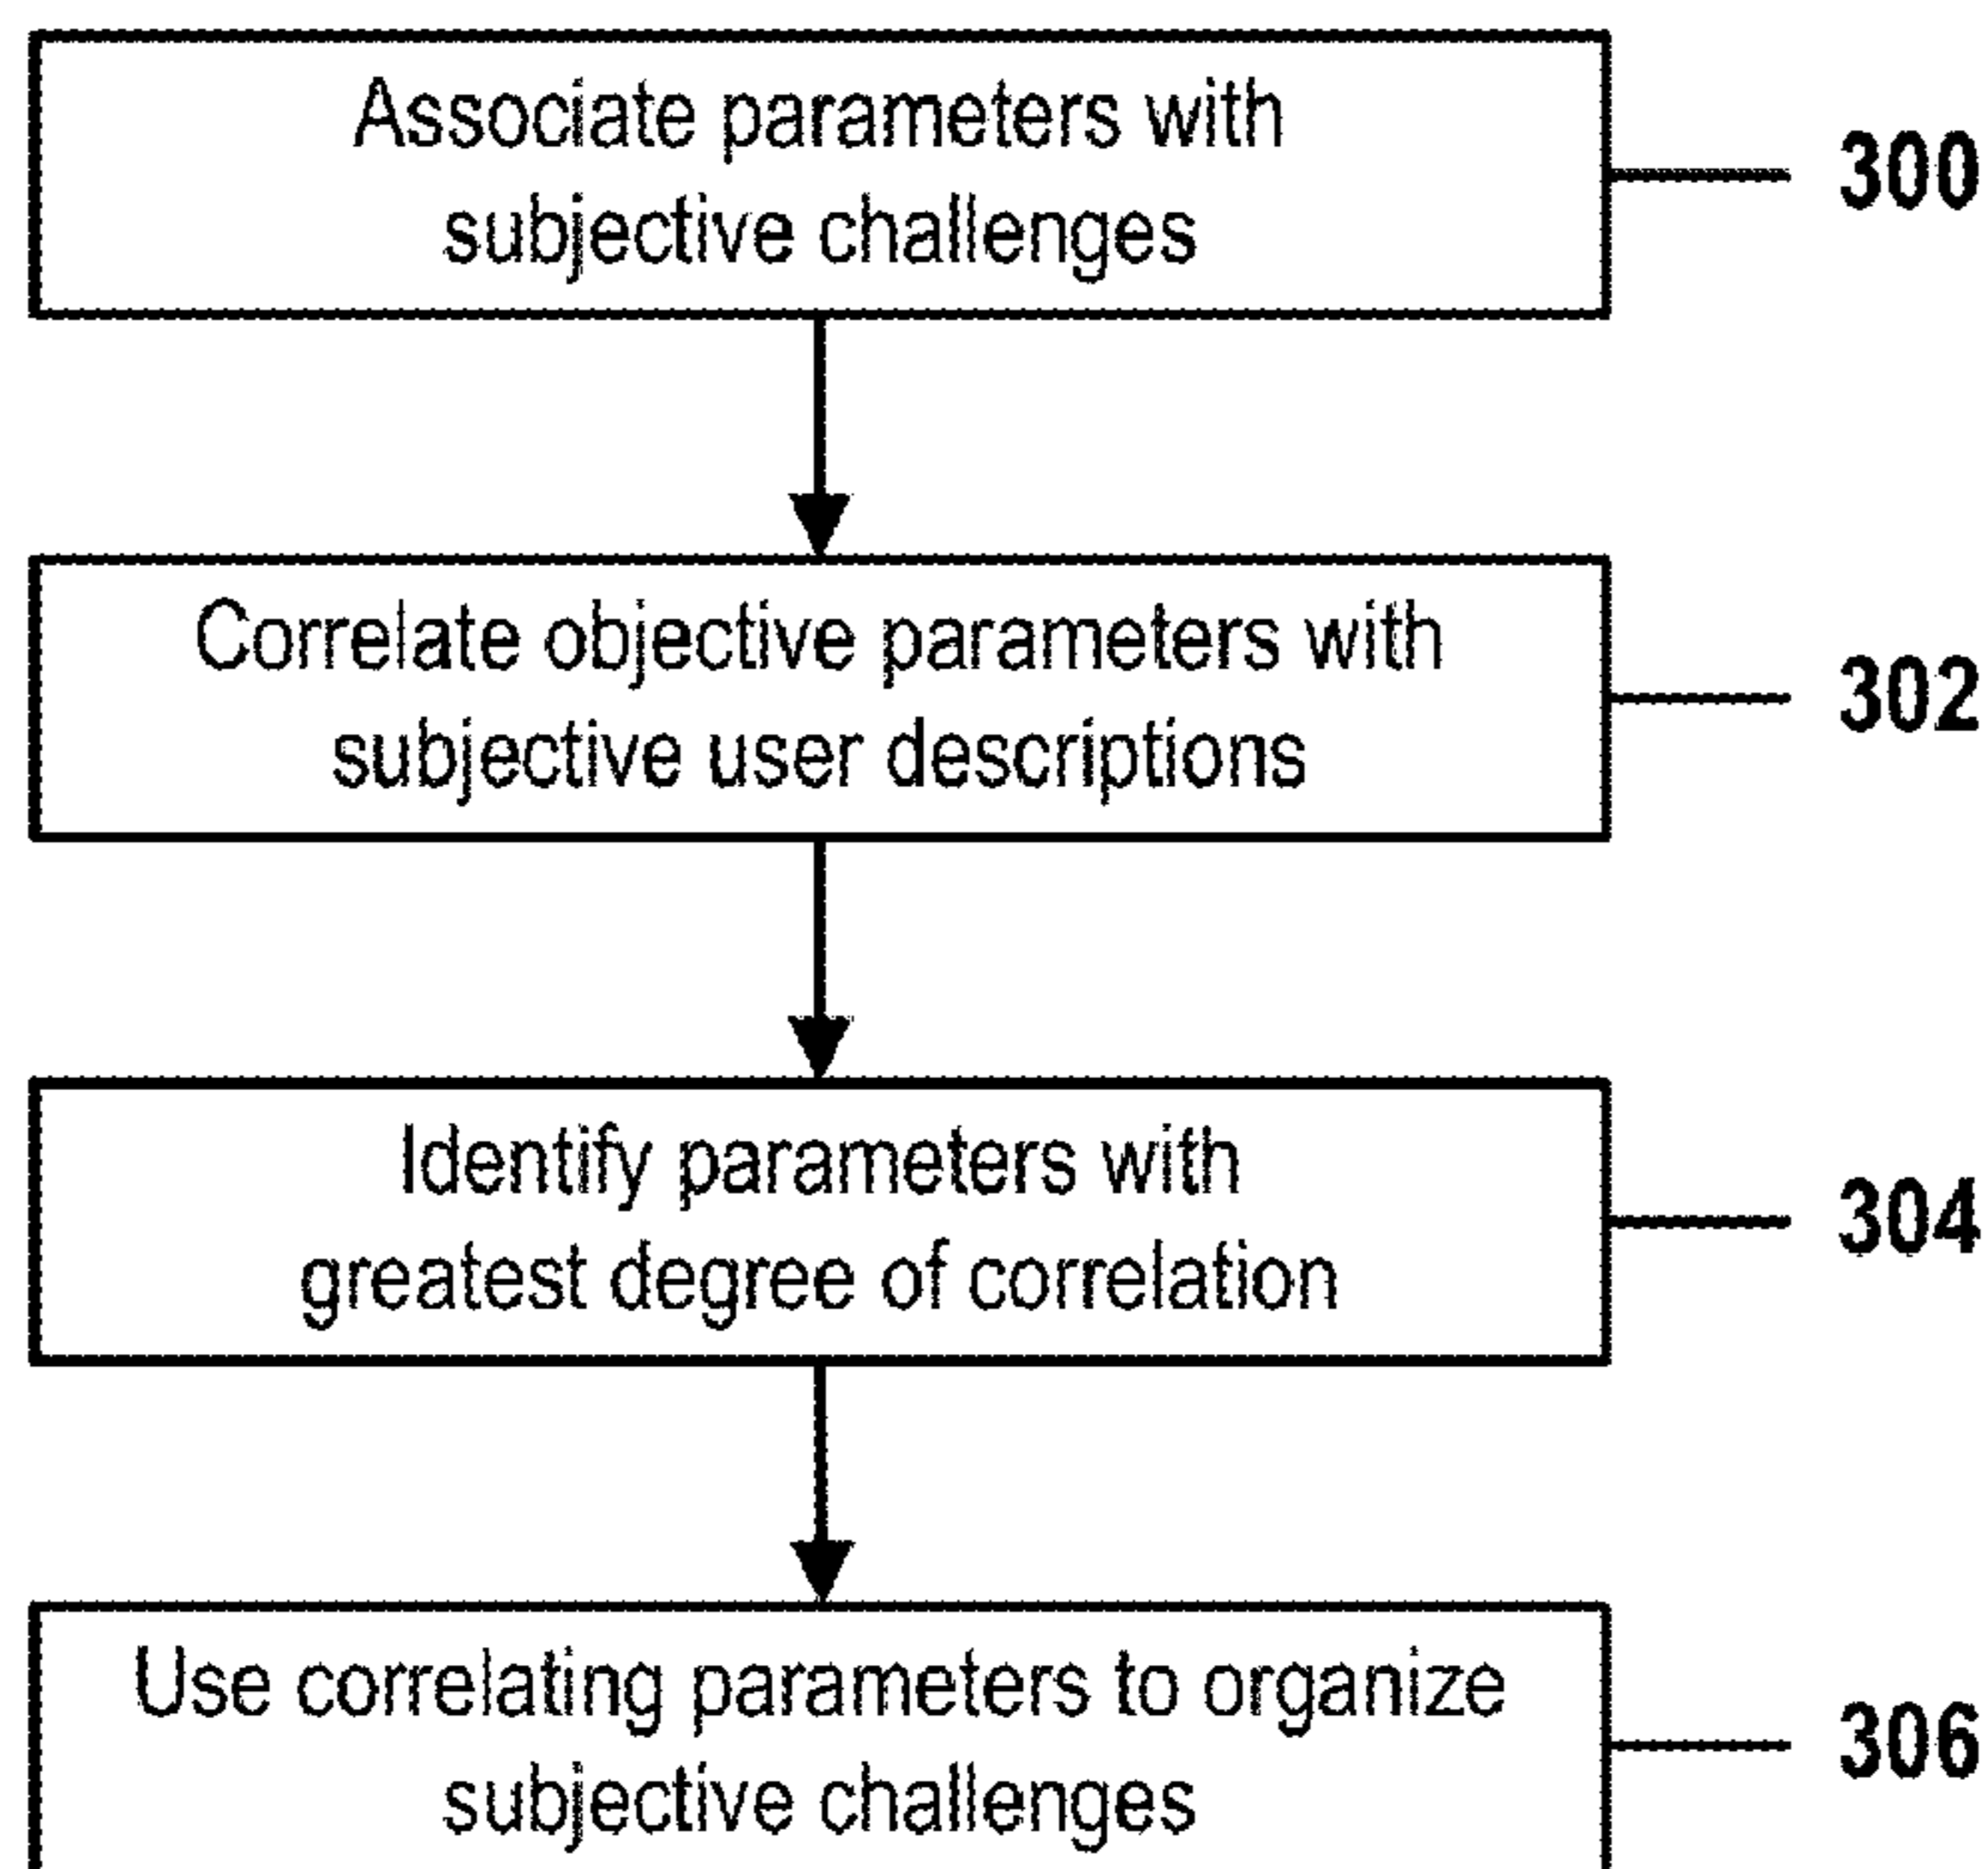 Associate parameters with
subjective challenges
300
Correlate objective parameters with
subjective user descriptions
302
Identify parameters with
greatest degree of correlation
304
Use correlating parameters to organize
subjective challenges
306